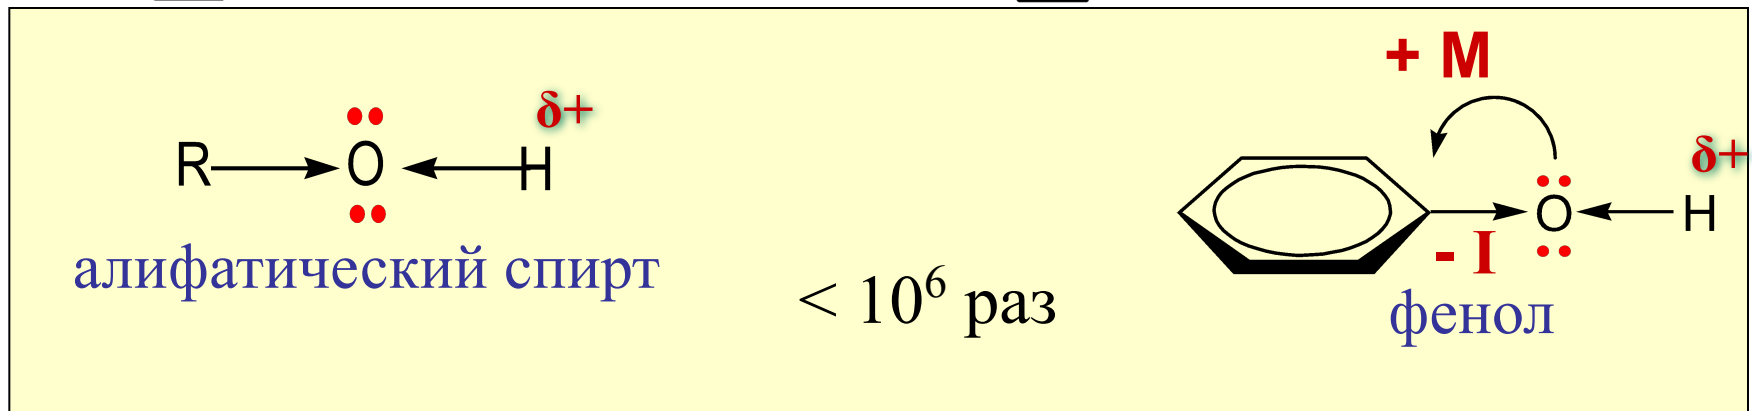 + M
δ+
R O H
δ+
O H
- I
алифатический спирт
< 10⁶ раз
фенол